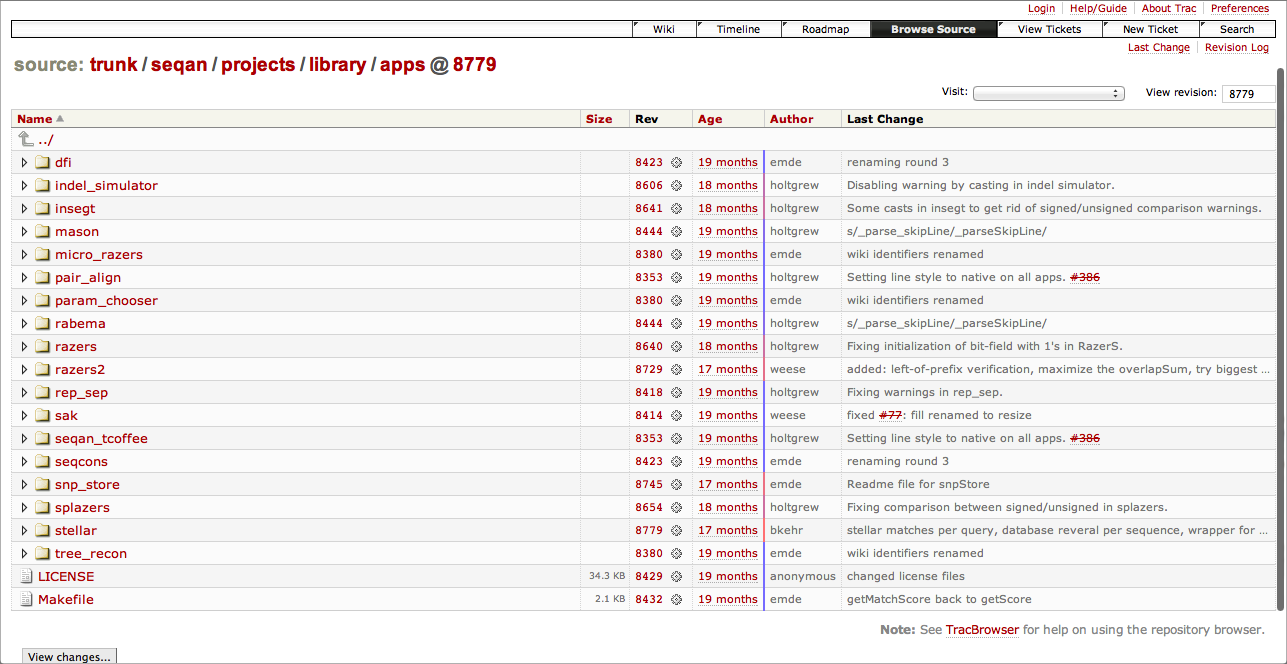 Login Help/Guide About Trac Preferences
Wiki Timeline Roadmap Browse Source View Tickets New Ticket Search
Last Change Revision Log
source: trunk / seqan / projects / library / apps @ 8779
Visit: View revision: 8779
Name Size Rev Age Author Last Change
../
dfi 8423 19 months emde renaming round 3
indel_simulator 8606 18 months holtgrew Disabling warning by casting in indel simulator.
insegt 8641 18 months holtgrew Some casts in insegt to get rid of signed/unsigned comparison warnings.
mason 8444 19 months holtgrew s/_parse_skipLine/_parseSkipLine/
micro_razers 8380 19 months emde wiki identifiers renamed
pair_align 8353 19 months holtgrew Setting line style to native on all apps. #386
param_chooser 8380 19 months emde wiki identifiers renamed
rabema 8444 19 months holtgrew s/_parse_skipLine/_parseSkipLine/
razers 8640 18 months holtgrew Fixing initialization of bit-field with 1's in RazerS.
razers2 8729 17 months weese added: left-of-prefix verification, maximize the overlapSum, try biggest ...
rep_sep 8418 19 months holtgrew Fixing warnings in rep_sep.
sak 8414 19 months weese fixed #77: fill renamed to resize
seqan_tcoffee 8353 19 months holtgrew Setting line style to native on all apps. #386
seqcons 8423 19 months emde renaming round 3
snp_store 8745 17 months emde Readme file for snpStore
splazers 8654 18 months holtgrew Fixing comparison between signed/unsigned in splazers.
stellar 8779 17 months bkehr stellar matches per query, database reveral per sequence, wrapper for ...
tree_recon 8380 19 months emde wiki identifiers renamed
LICENSE 34.3 KB 8429 19 months anonymous changed license files
Makefile 2.1 KB 8432 19 months emde getMatchScore back to getScore
Note: See TracBrowser for help on using the repository browser.
View changes...